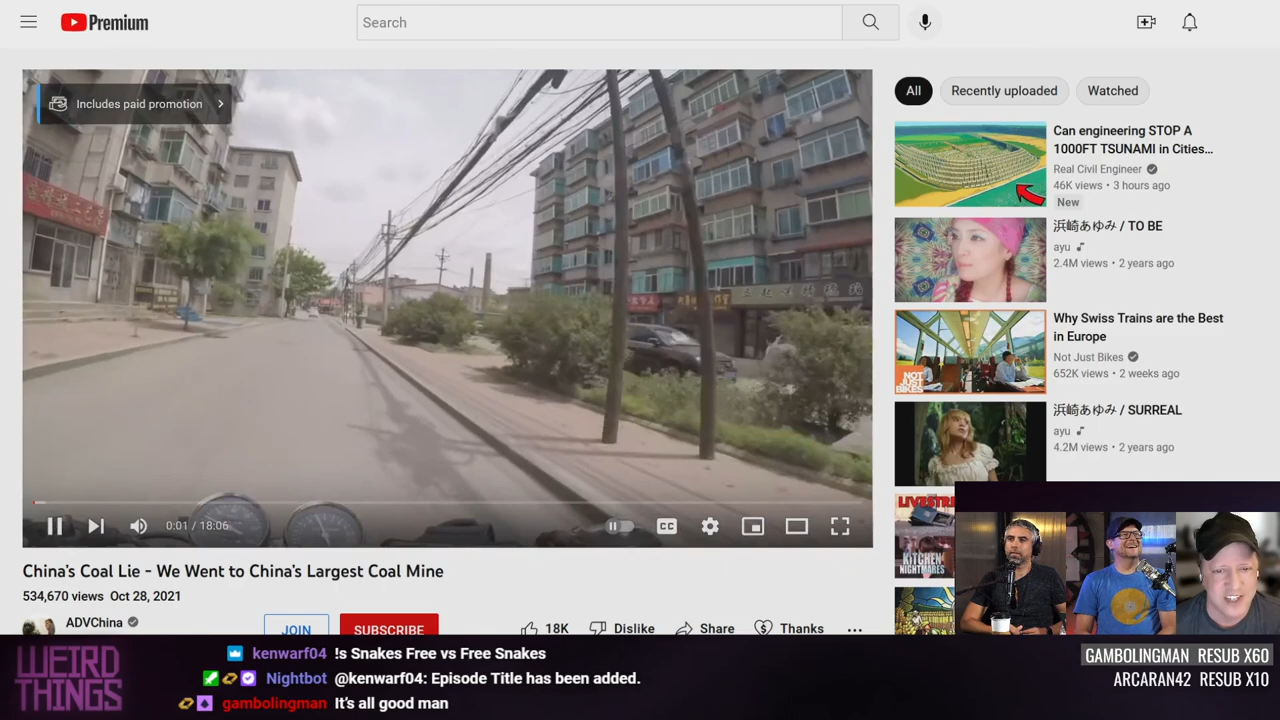 Premium
Search
Includes paid promotion
0:01 / 18:06
CC
China's Coal Lie - We Went to China's Largest Coal Mine
534,670 views Oct 28, 2021
ADVChina
JOIN
SUBSCRIBE
18K
Dislike
Share
Thanks
All
Recently uploaded
Watched
Can engineering STOP A
1000FT TSUNAMI in Cities...
Real Civil Engineer
46K views • 3 hours ago
New
浜崎あゆみ / TO BE
ayu
2.4M views • 2 years ago
Why Swiss Trains are the Best
in Europe
Not Just Bikes
652K views • 2 weeks ago
NOT
JUST
BIKES
浜崎あゆみ / SURREAL
ayu
4.2M views • 2 years ago
KITCHEN
NIGHTMARES
WEIRD
THINGS
kenwarf04 !s Snakes Free vs Free Snakes
Nightbot @kenwarf04: Episode Title has been added.
gambolingman It's all good man
GAMBOLINGMAN RESUB X60
ARCARAN42 RESUB X10